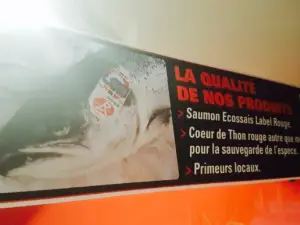 LA QUALITÉ
DE NOS PRODUITS
> Saumon Ecossais Label Rouge.
> Coeur de Thon rouge autre que
pour la sauvegarde de l'espèce.
> Primeurs locaux.